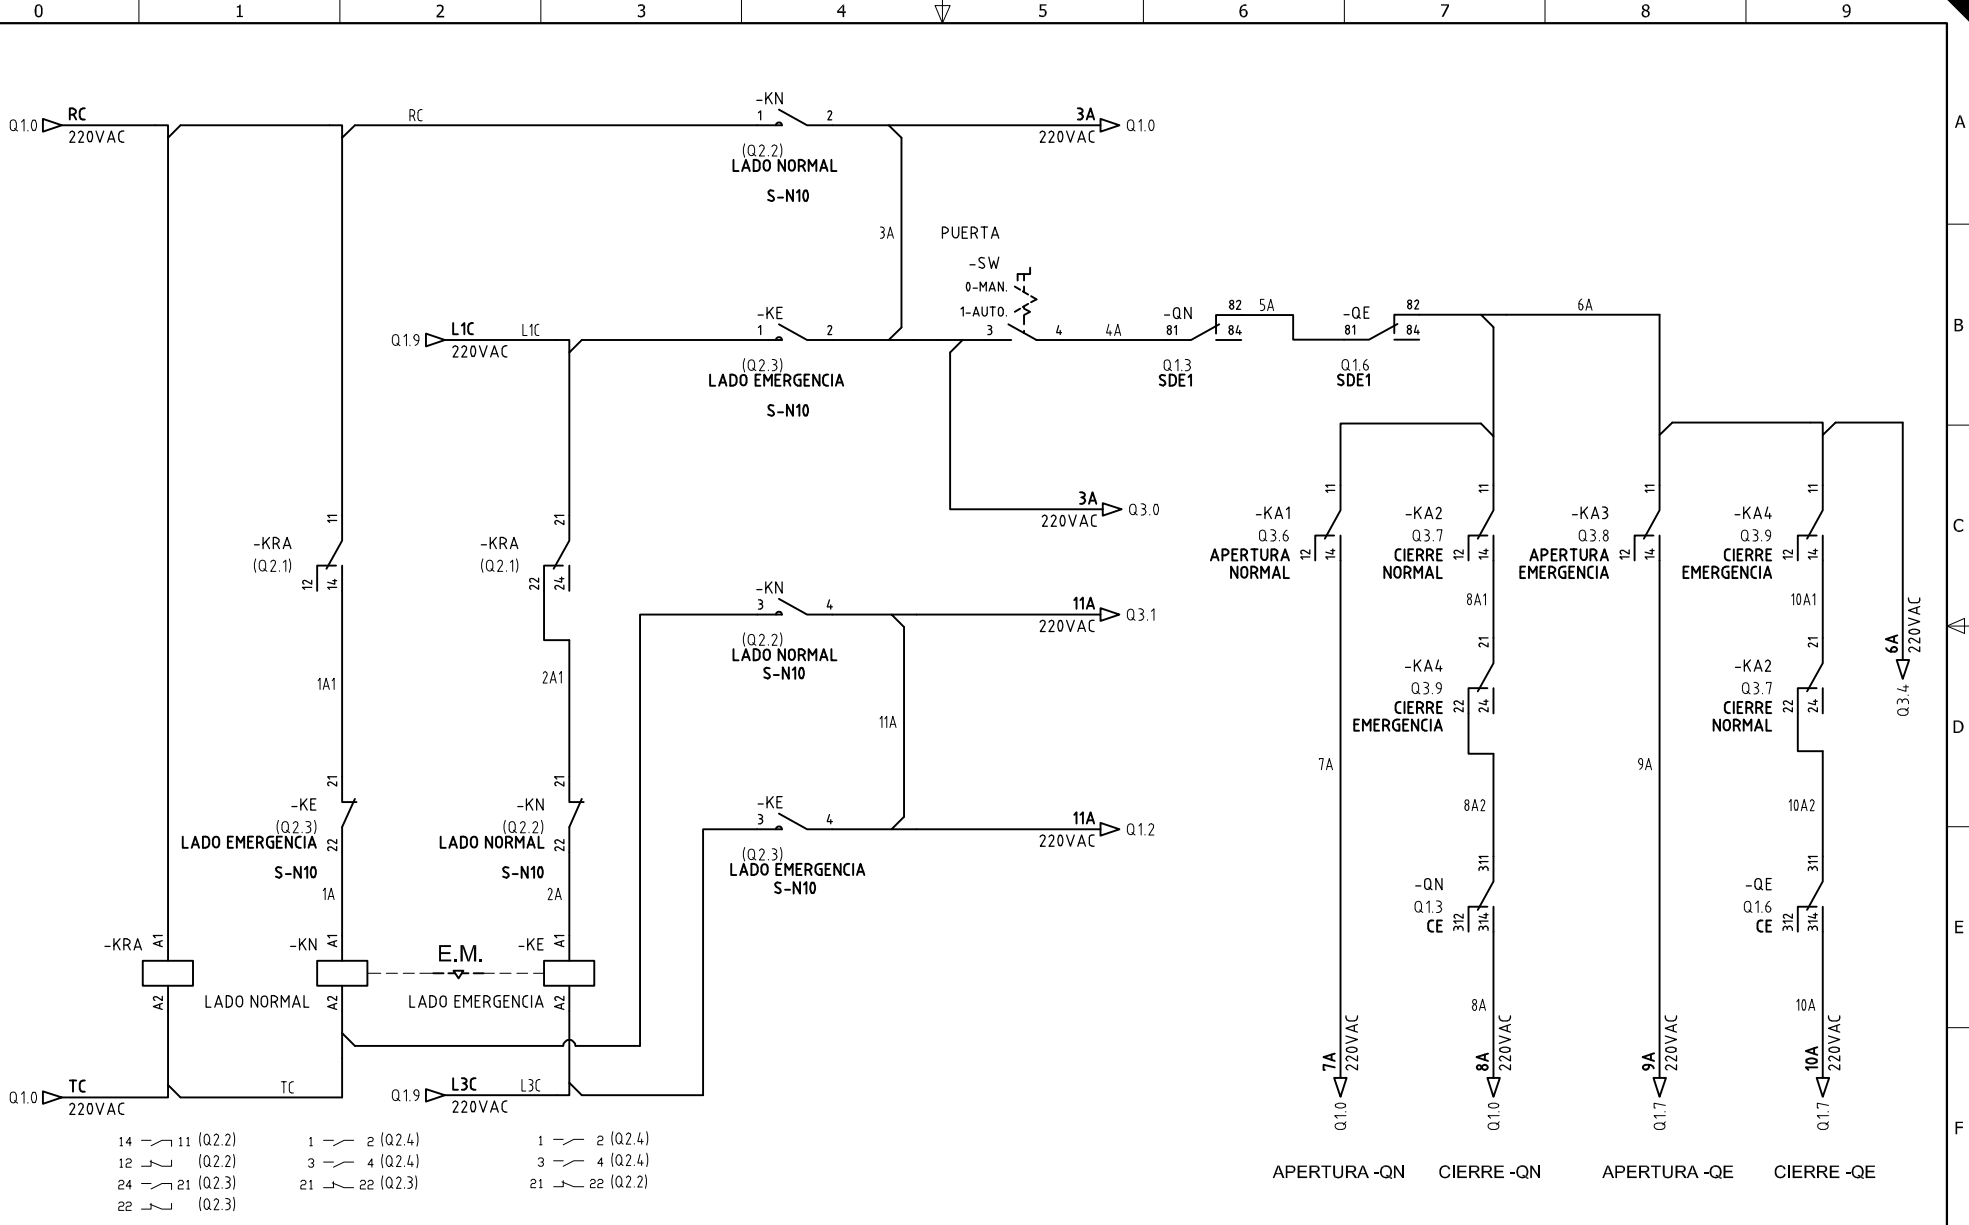 0 1 2 3 4 5 6 7 8 9
A
B
C
D
E
F
Q1.0 RC
220VAC
RC
-KN
1 2
(Q2.2)
LADO NORMAL
S-N10
3A
220VAC
Q1.0
3A
PUERTA
-SW
0-MAN.
1-AUTO.
3 4
4A
Q1.9 L1C
220VAC
L1C
-KE
1 2
(Q2.3)
LADO EMERGENCIA
S-N10
-QN
81 82 84
Q1.3
SDE1
5A
-QE
81 82 84
Q1.6
SDE1
6A
3A
220VAC
Q3.0
-KRA
(Q2.1)
11
12 14
-KRA
(Q2.1)
21
22 24
-KN
3 4
(Q2.2)
LADO NORMAL
S-N10
11A
220VAC
Q3.1
11A
-KE
3 4
(Q2.3)
LADO EMERGENCIA
S-N10
11A
220VAC
Q1.2
-KA1
Q3.6
APERTURA
NORMAL
11
12 14
-KA2
Q3.7
CIERRE
NORMAL
11
12 14
-KA3
Q3.8
APERTURA
EMERGENCIA
11
12 14
-KA4
Q3.9
CIERRE
EMERGENCIA
11
12 14
8A1
10A1
6A
220VAC
Q3.4
-KA4
Q3.9
CIERRE
EMERGENCIA
21
22 24
-KA2
Q3.7
CIERRE
NORMAL
21
22 24
1A1
2A1
7A
8A2
9A
10A2
-KE
(Q2.3)
LADO EMERGENCIA
S-N10
21
22
1A
-KN
(Q2.2)
LADO NORMAL
S-N10
21
22
2A
-QN
Q1.3
CE
311
312 314
-QE
Q1.6
CE
311
312 314
-KRA
A1
A2
-KN
A1
A2
LADO NORMAL
E.M.
-KE
A1
A2
LADO EMERGENCIA
8A
10A
7A
220VAC
Q1.0
8A
220VAC
Q1.0
9A
220VAC
Q1.7
10A
220VAC
Q1.7
Q1.0 TC
220VAC
TC
Q1.9 L3C
220VAC
L3C
14 11 (Q2.2)
12 (Q2.2)
24 21 (Q2.3)
22 (Q2.3)
1 2 (Q2.4)
3 4 (Q2.4)
21 22 (Q2.3)
1 2 (Q2.4)
3 4 (Q2.4)
21 22 (Q2.2)
APERTURA -QN
CIERRE -QN
APERTURA -QE
CIERRE -QE